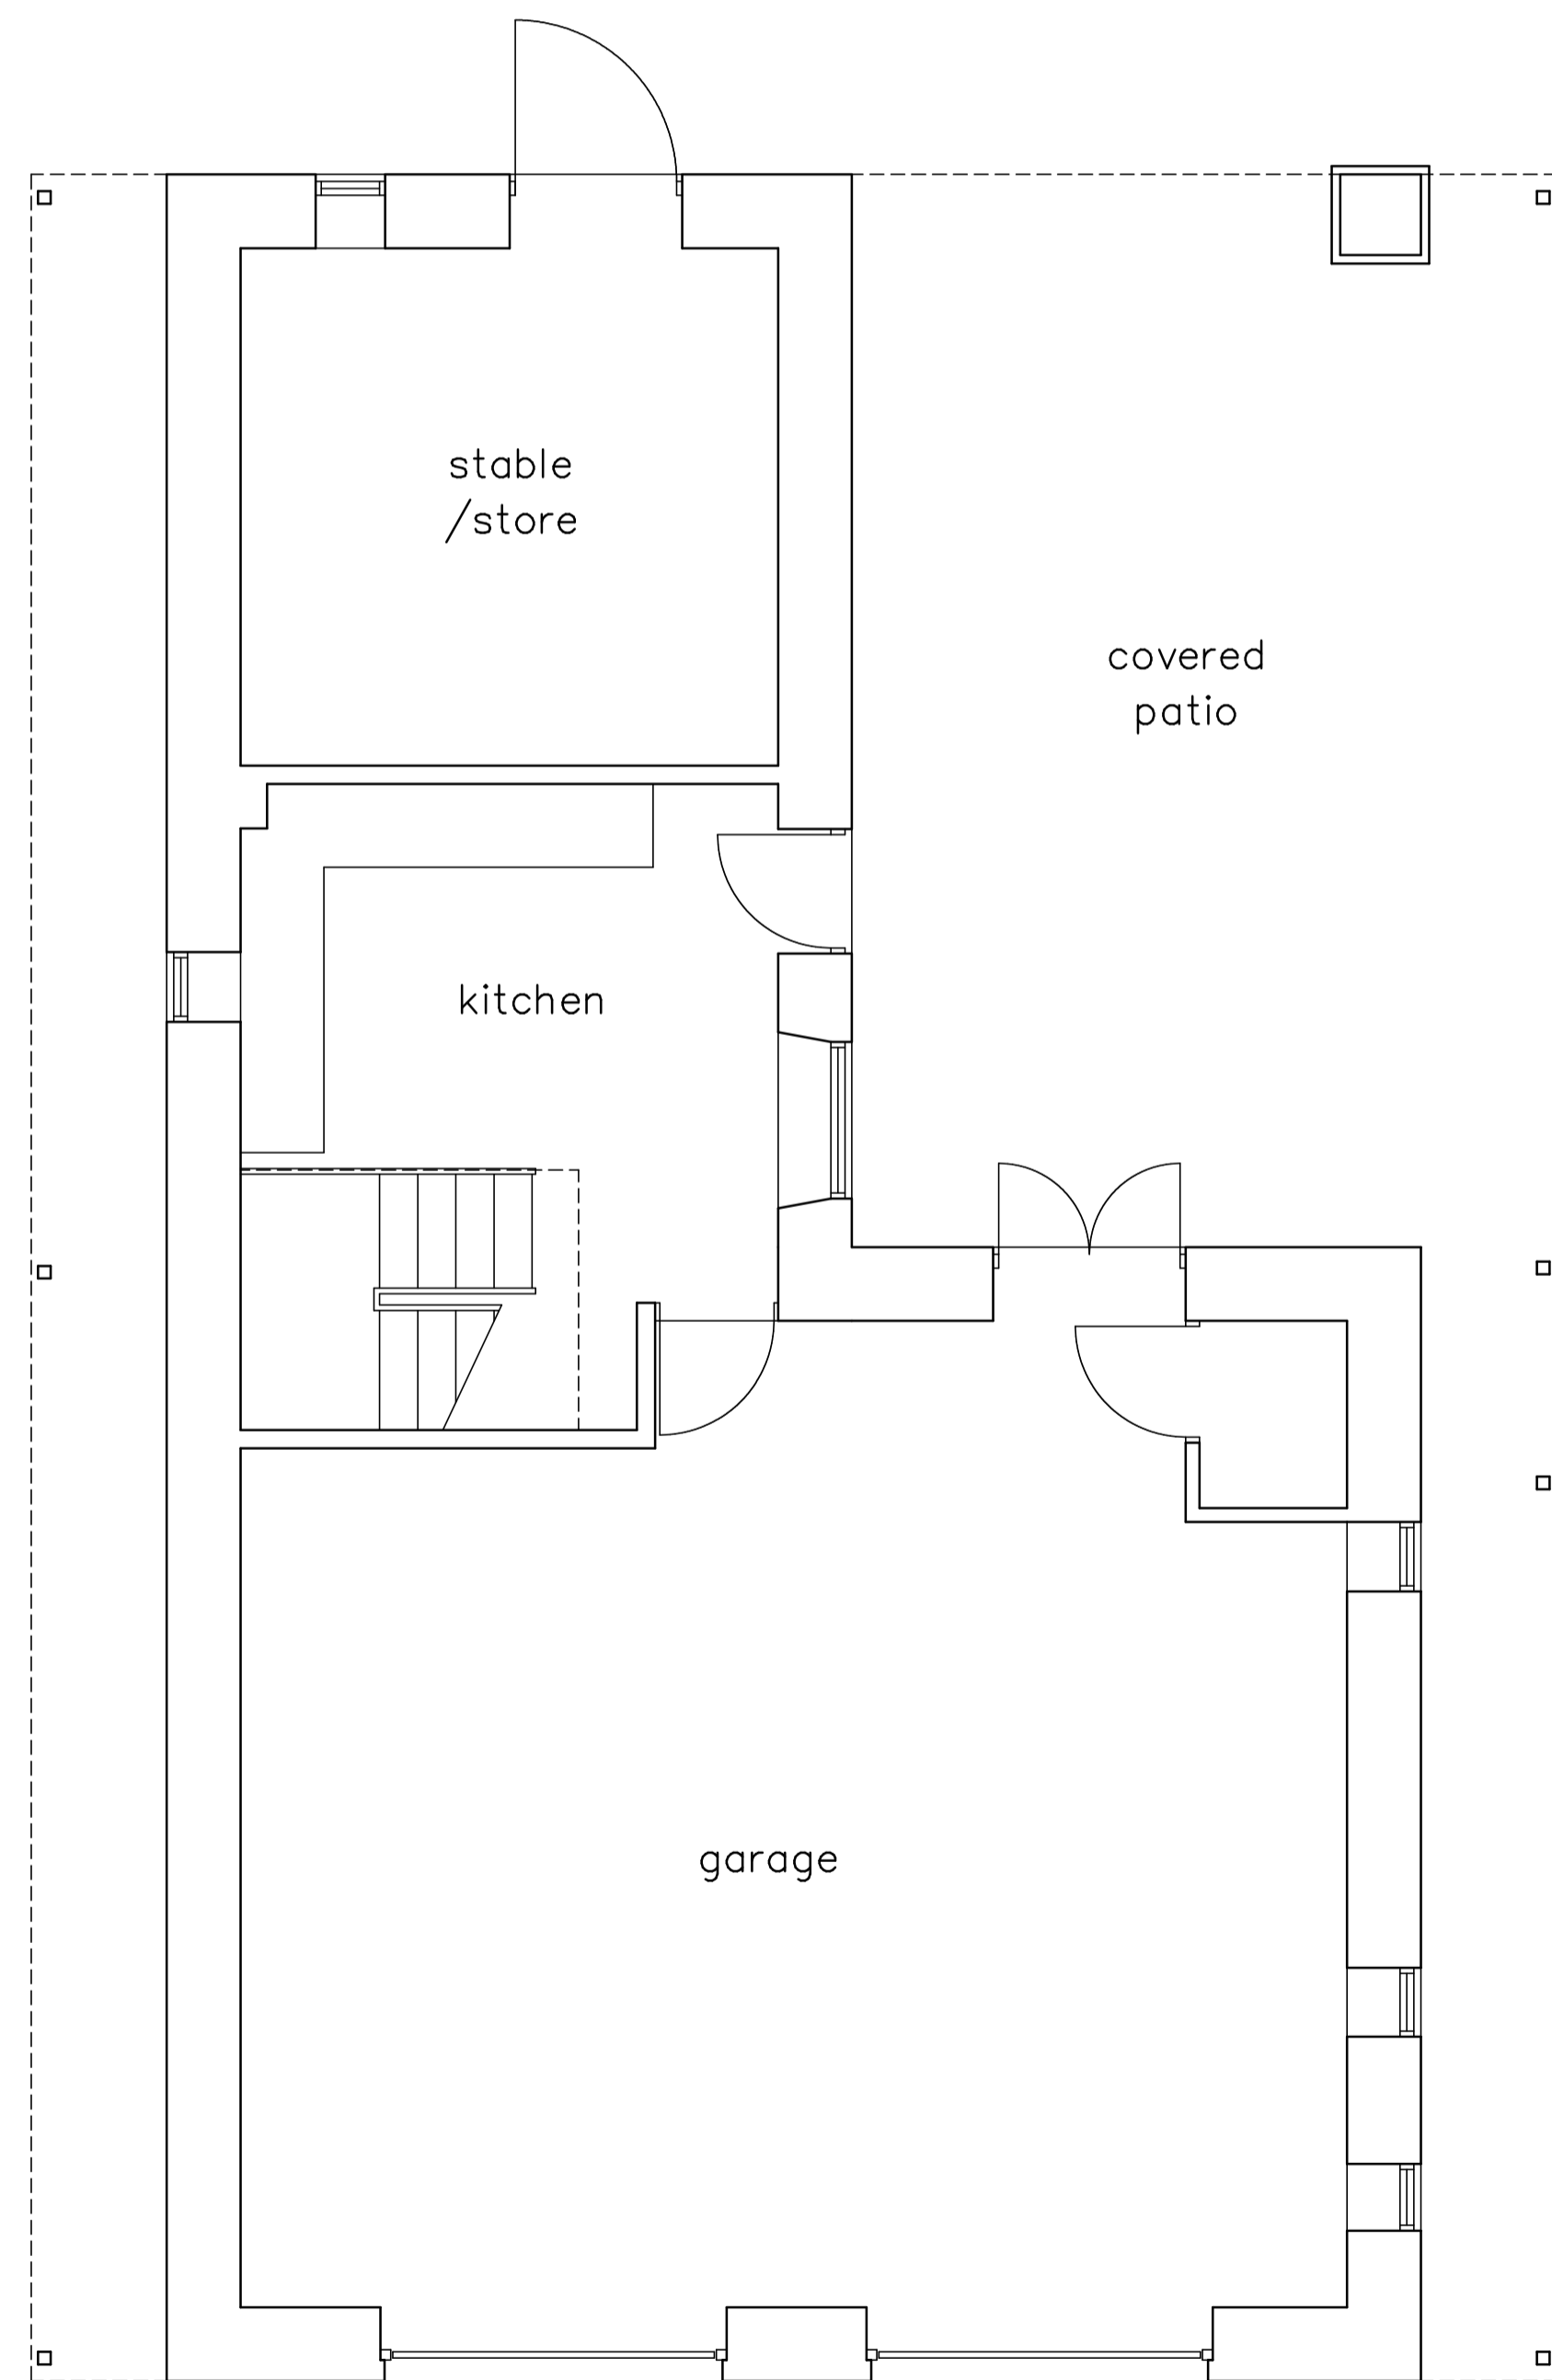 stable
/store
covered
patio
kitchen
garage